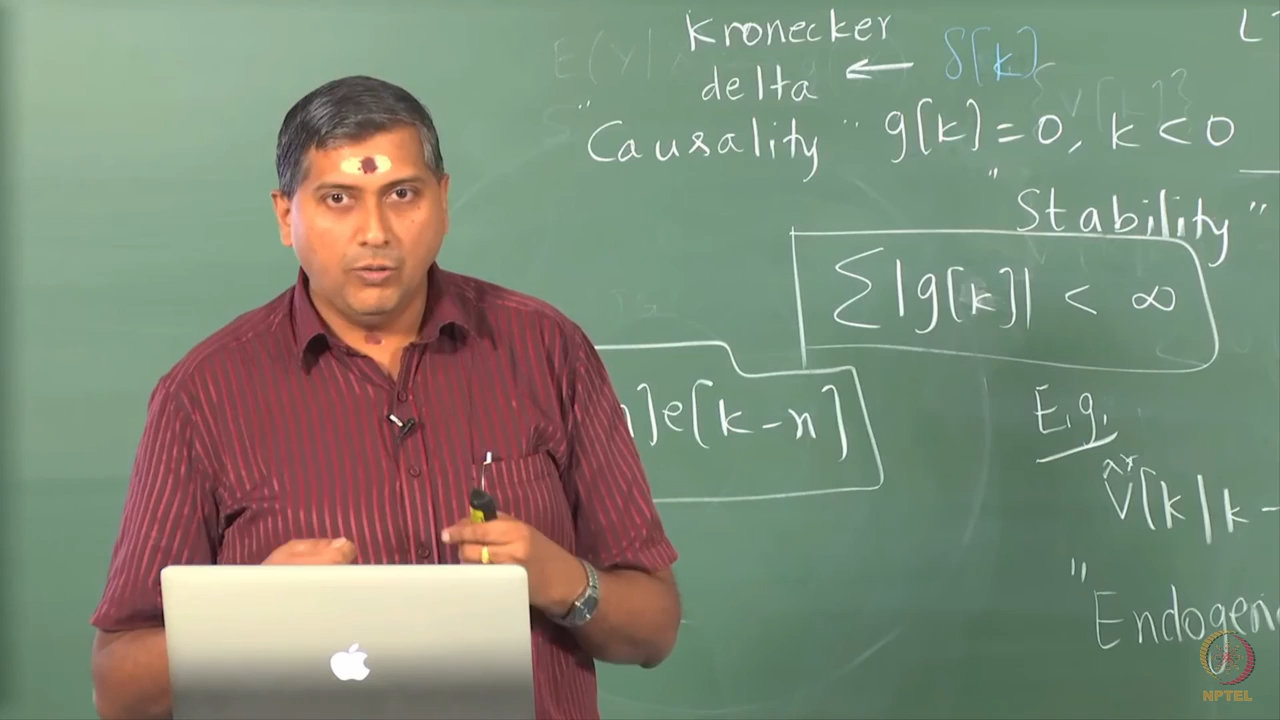 Kronecker
delta ← δ[k]
"Causality" g[k] = 0, k < 0
"Stability"
Σ|g[k]| < ∞
]e[k-n]
E.g.
V̂[k|k-
"Endogen
NPTEL